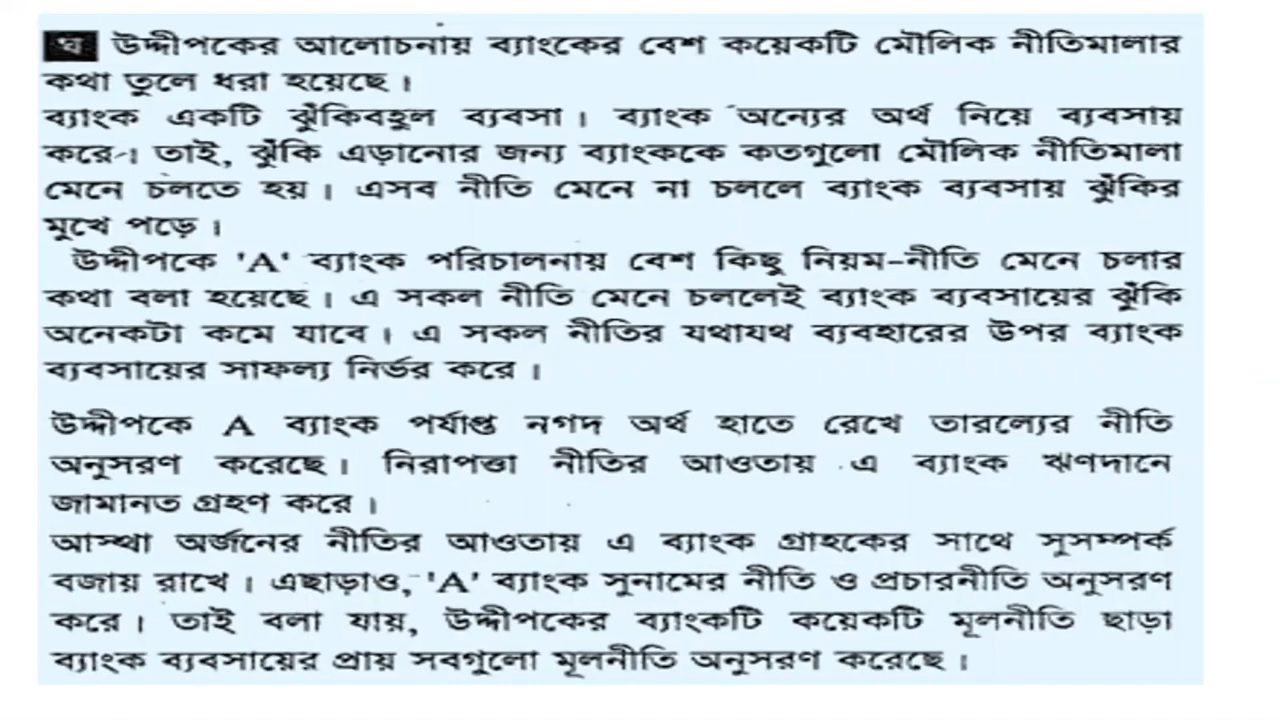 ঘ উদ্দীপকের আলোচনায় ব্যাংকের বেশ কয়েকটি মৌলিক নীতিমালার
কথা তুলে ধরা হয়েছে।
ব্যাংক একটি ঝুঁকিবহুল ব্যবসা। ব্যাংক অন্যের অর্থ নিয়ে ব্যবসায়
করে। তাই, ঝুঁকি এড়ানোর জন্য ব্যাংককে কতগুলো মৌলিক নীতিমালা
মেনে চলতে হয়। এসব নীতি মেনে না চললে ব্যাংক ব্যবসায় ঝুঁকির
মুখে পড়ে।
উদ্দীপকে 'A' ব্যাংক পরিচালনায় বেশ কিছু নিয়ম-নীতি মেনে চলার
কথা বলা হয়েছে। এ সকল নীতি মেনে চললেই ব্যাংক ব্যবসায়ের ঝুঁকি
অনেকটা কমে যাবে। এ সকল নীতির যথাযথ ব্যবহারের উপর ব্যাংক
ব্যবসায়ের সাফল্য নির্ভর করে।
উদ্দীপকে A ব্যাংক পর্যাপ্ত নগদ অর্থ হাতে রেখে তারল্যের নীতি
অনুসরণ করেছে। নিরাপত্তা নীতির আওতায় এ ব্যাংক ঋণদানে
জামানত গ্রহণ করে।
আস্থা অর্জনের নীতির আওতায় এ ব্যাংক গ্রাহকের সাথে সুসম্পর্ক
বজায় রাখে। এছাড়াও, 'A' ব্যাংক সুনামের নীতি ও প্রচারনীতি অনুসরণ
করে। তাই বলা যায়, উদ্দীপকের ব্যাংকটি কয়েকটি মূলনীতি ছাড়া
ব্যাংক ব্যবসায়ের প্রায় সবগুলো মূলনীতি অনুসরণ করেছে।